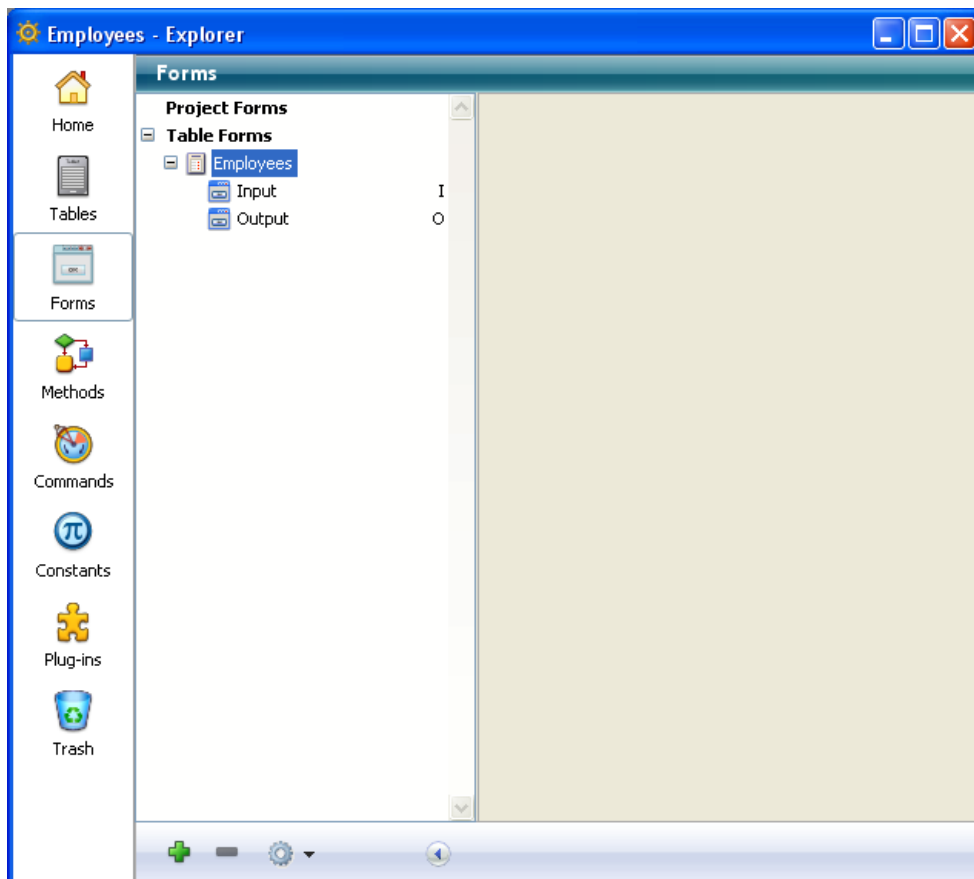 Employees - Explorer
Forms
Home
Tables
Forms
Methods
Commands
Constants
Plug-ins
Trash
Project Forms
Table Forms
Employees
Input I
Output O